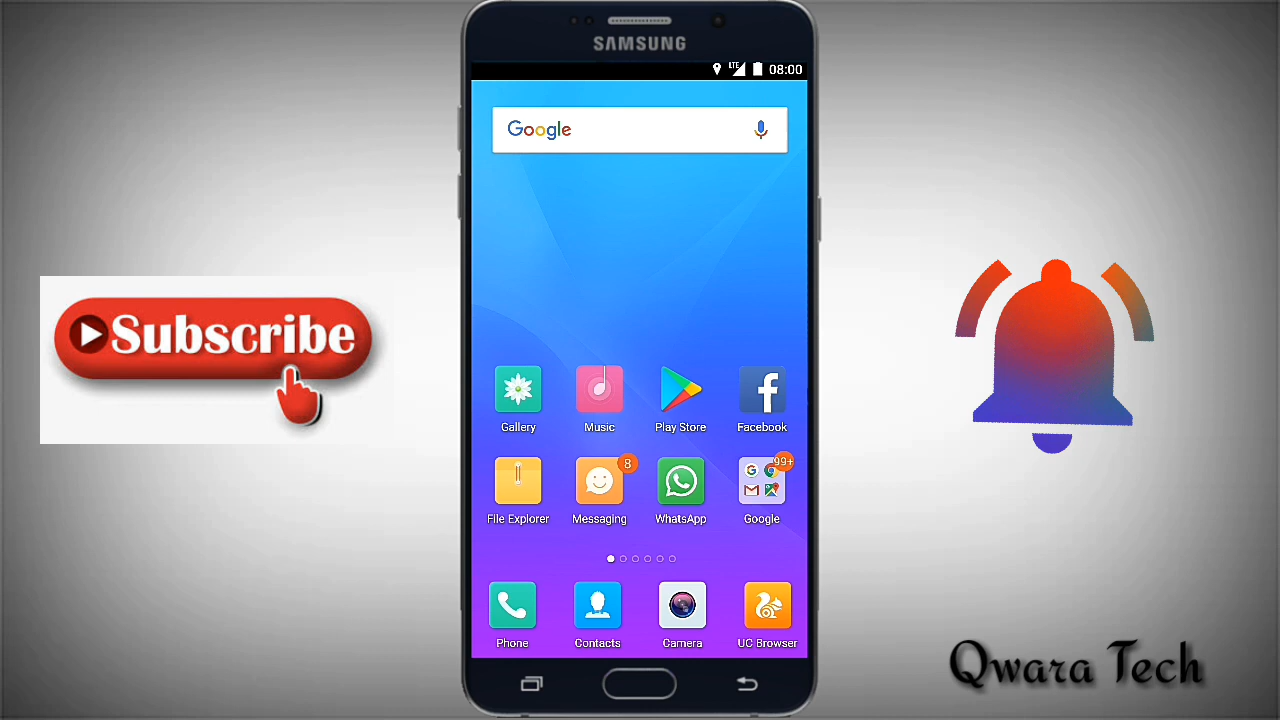 SAMSUNG
LTE 08:00
Google
Subscribe
Gallery Music Play Store Facebook
8 99+
File Explorer Messaging WhatsApp Google
Phone Contacts Camera UC Browser
Qwara Tech